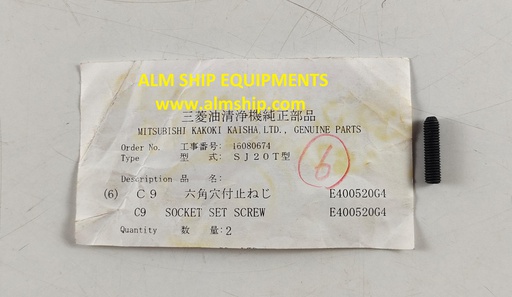 ALM SHIP EQUIPMENTS
www.almship.com
三菱油清浄機純正部品
MITSUBISHI KAKOKI KAISHA LTD., GENUINE PARTS
Order No. 工事番号: 16080674
Type 型 式: SJ20T型
Description 品 名:
(6) C9 六角穴付止ねじ E400520G4
C9 SOCKET SET SCREW E400520G4
Quantity 数 量: 2
6